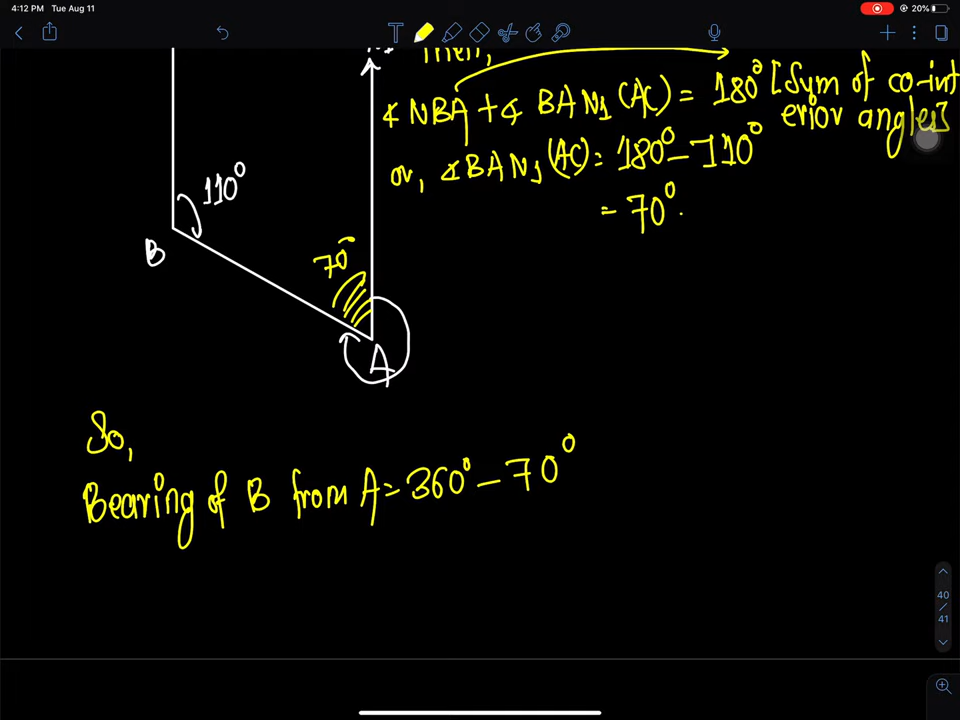 4:12 PM Tue Aug 11
20%
Then,
∡NBA + ∡BAN₁ (AC) = 180° [Sum of co-int
erior angles]
or, ∡BAN₁ (AC) = 180° - 110°
= 70°.
110°
B
70°
A
So,
Bearing of B from A = 360° - 70°
40
/
41